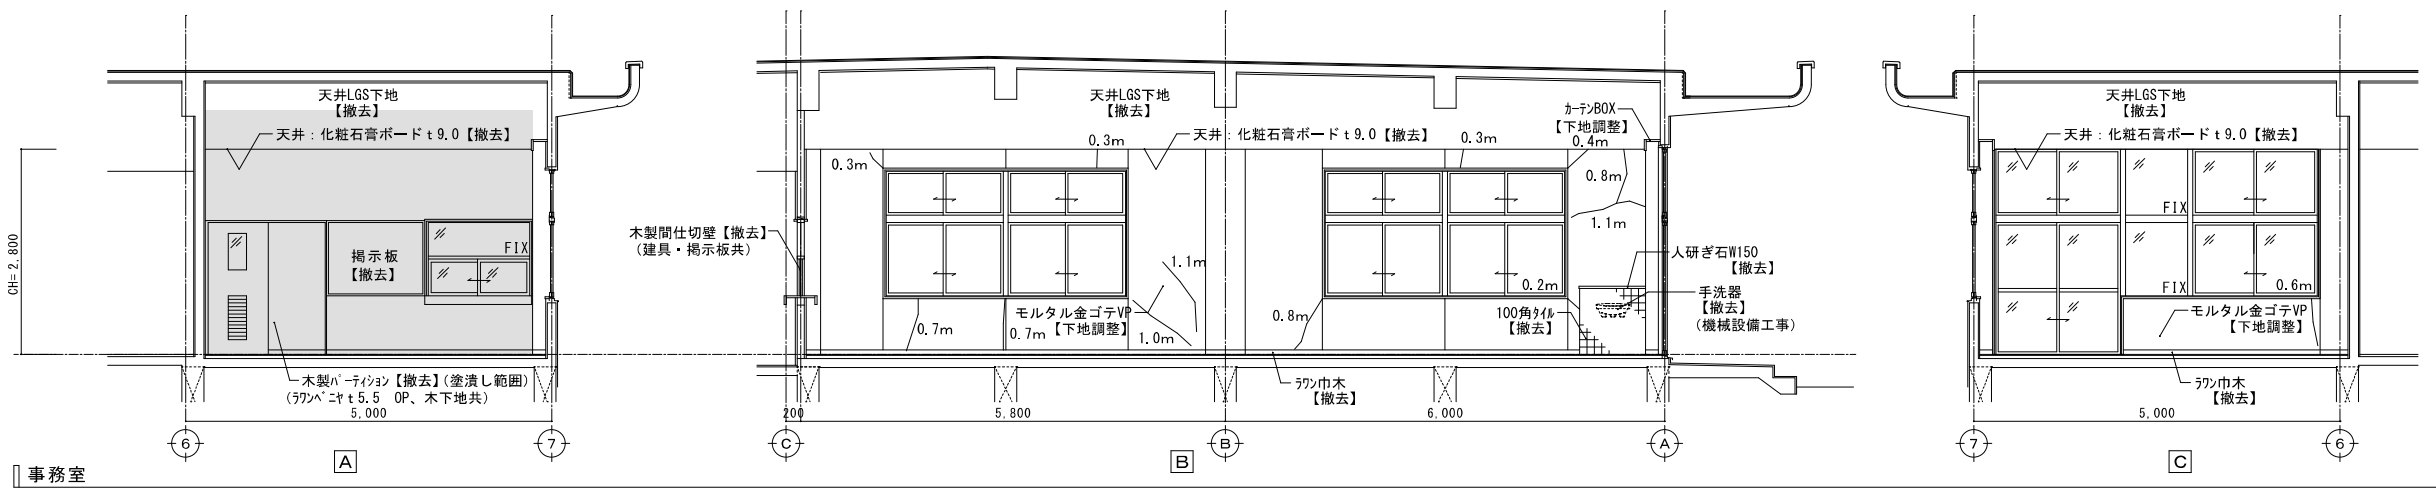 天井LGS下地
【撤去】
天井：化粧石膏ボードｔ9.0【撤去】
CH=2,800
FIX
掲示板
【撤去】
木製ﾊﾟｰティション【撤去】(塗潰し範囲)
(ﾗﾜﾝﾍﾞﾆﾔｔ5.5　OP、木下地共)
5,000
6
7
A
天井LGS下地
【撤去】
天井：化粧石膏ボードｔ9.0【撤去】
ｶｰﾃﾝBOX
【下地調整】
0.3m
0.3m
0.3m
0.4m
0.8m
1.1m
木製間仕切壁【撤去】
(建具・掲示板共)
1.1m
人研ぎ石W150
【撤去】
0.2m
手洗器
【撤去】
(機械設備工事)
モルタル金ゴテVP
【下地調整】
100角ﾀｲﾙ
【撤去】
0.7m
0.7m
1.0m
0.8m
ﾗﾜﾝ巾木
【撤去】
200
5,800
6,000
C
B
A
B
天井LGS下地
【撤去】
天井：化粧石膏ボードｔ9.0【撤去】
FIX
FIX
0.6m
モルタル金ゴテVP
【下地調整】
ﾗﾜﾝ巾木
【撤去】
5,000
7
6
C
事務室